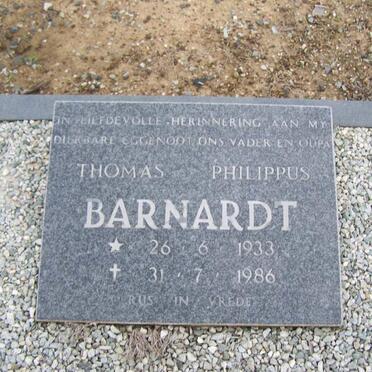 IN LIEFDEVOLLE HERINNERING AAN MY
DIERBARE EGGENOOT, ONS VADER EN OUPA
THOMAS PHILIPPUS
BARNARDT
★ 26 · 6 · 1933
✝ 31 · 7 · 1986
RUS IN VREDE